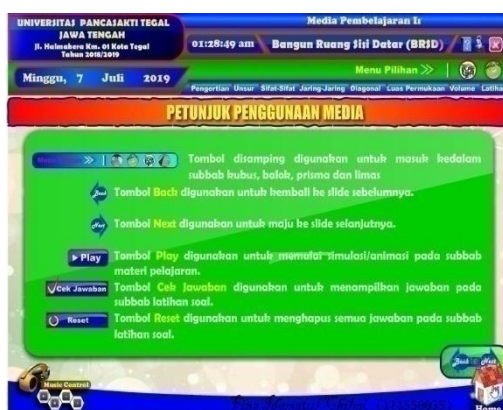 UNIVERSITAS PANCASAKTI TEGAL
JAWA TENGAH
Jl. Halmahera Km. 01 Kota Tegal
Tahun 2018/2019
Media Pembelajaran
01:28:49 am Bangun Ruang Sisi Datar (BRSD)
Menu Pilihan
Minggu, 7 Juli 2019
Pengertian Unsur Sifat-Sifat Jaring-Jaring Diagonal Luas Permukaan Volume Latiha
PETUNJUK PENGGUNAAN MEDIA
Tombol disamping digunakan untuk masuk kedalam
subbab kubus, balok, prisma dan limas
Back Tombol Back digunakan untuk kembali ke slide sebelumnya.
Next Tombol Next digunakan untuk maju ke slide selanjutnya.
Play Tombol Play digunakan untuk memulai simulasi/animasi pada subbab
materi pelajaran.
Cek Jawaban Tombol Cek Jawaban digunakan untuk menampilkan jawaban pada
subbab latihan soal.
Reset Tombol Reset digunakan untuk menghapus semua jawaban pada subbab
latihan soal.
Back Next
Music Control
Home